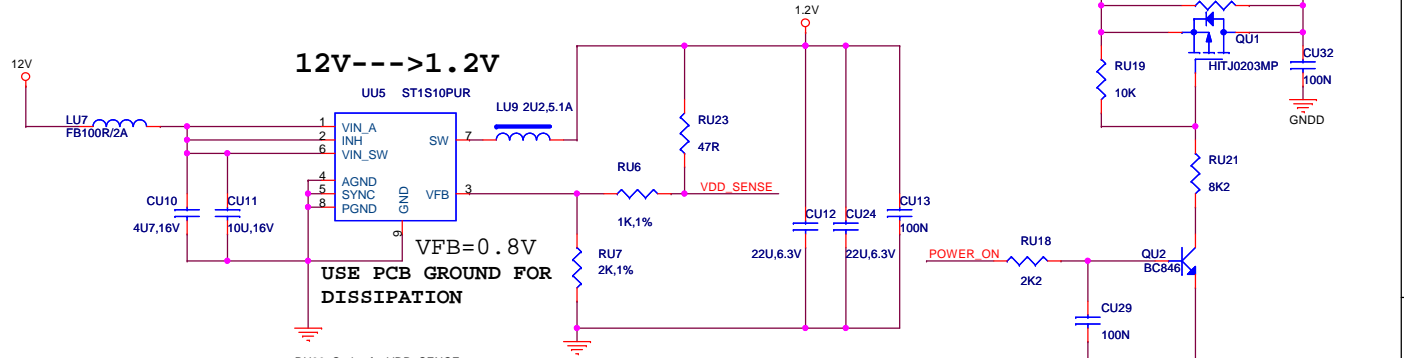 1.2V
12V
12V--->1.2V
UU5 ST1S10PUR
LU7
FB100R/2A
LU9 2U2,5.1A
1 VIN_A
2 INH
6 VIN_SW
4 AGND
5 SYNC
8 PGND
SW 7
VFB 3
GND
9
CU10
4U7,16V
CU11
10U,16V
RU23
47R
RU6
1K,1%
VDD_SENSE
RU7
2K,1%
VFB=0.8V
USE PCB GROUND FOR
DISSIPATION
CU12
22U,6.3V
CU24
22U,6.3V
CU13
100N
QU1
HITJ0203MP
RU19
10K
CU32
100N
GNDD
RU21
8K2
POWER_ON
RU18
2K2
QU2
BC846
CU29
100N